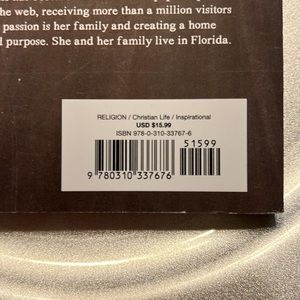 the web, receiving more than a million visitors
passion is her family and creating a home
purpose. She and her family live in Florida.
RELIGION / Christian Life / Inspirational
USD $15.99
ISBN 978-0-310-33767-6
51599
9 780310 337676